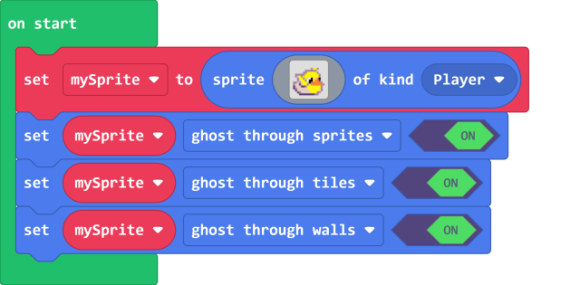 on start
set mySprite to sprite of kind Player
set mySprite ghost through sprites ON
set mySprite ghost through tiles ON
set mySprite ghost through walls ON